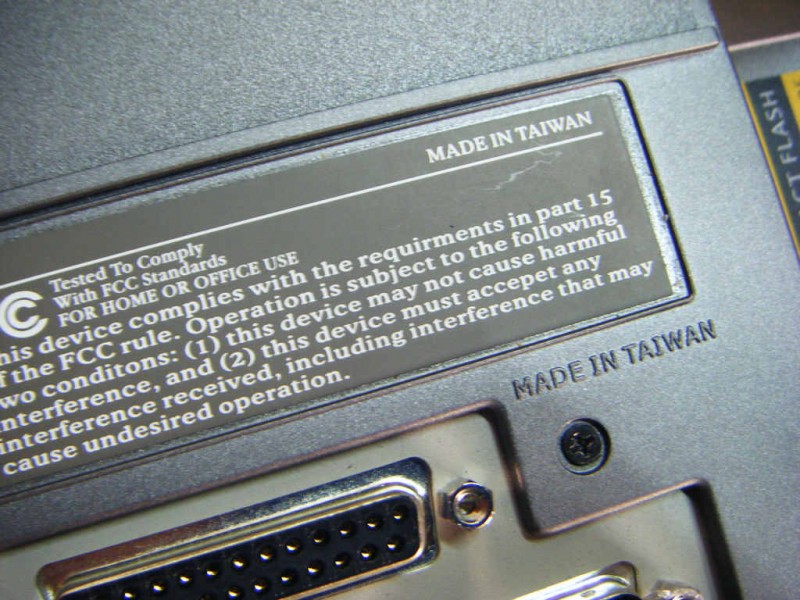 MADE IN TAIWAN
Tested To Comply
With FCC Standards
FOR HOME OR OFFICE USE
his device complies with the requirments in part 15
f the FCC rule. Operation is subject to the following
wo conditons: (1) this device may not cause harmful
nterference, and (2) this device must accepet any
interference received, including interference that may
cause undesired operation.
MADE IN TAIWAN
CT FLASH